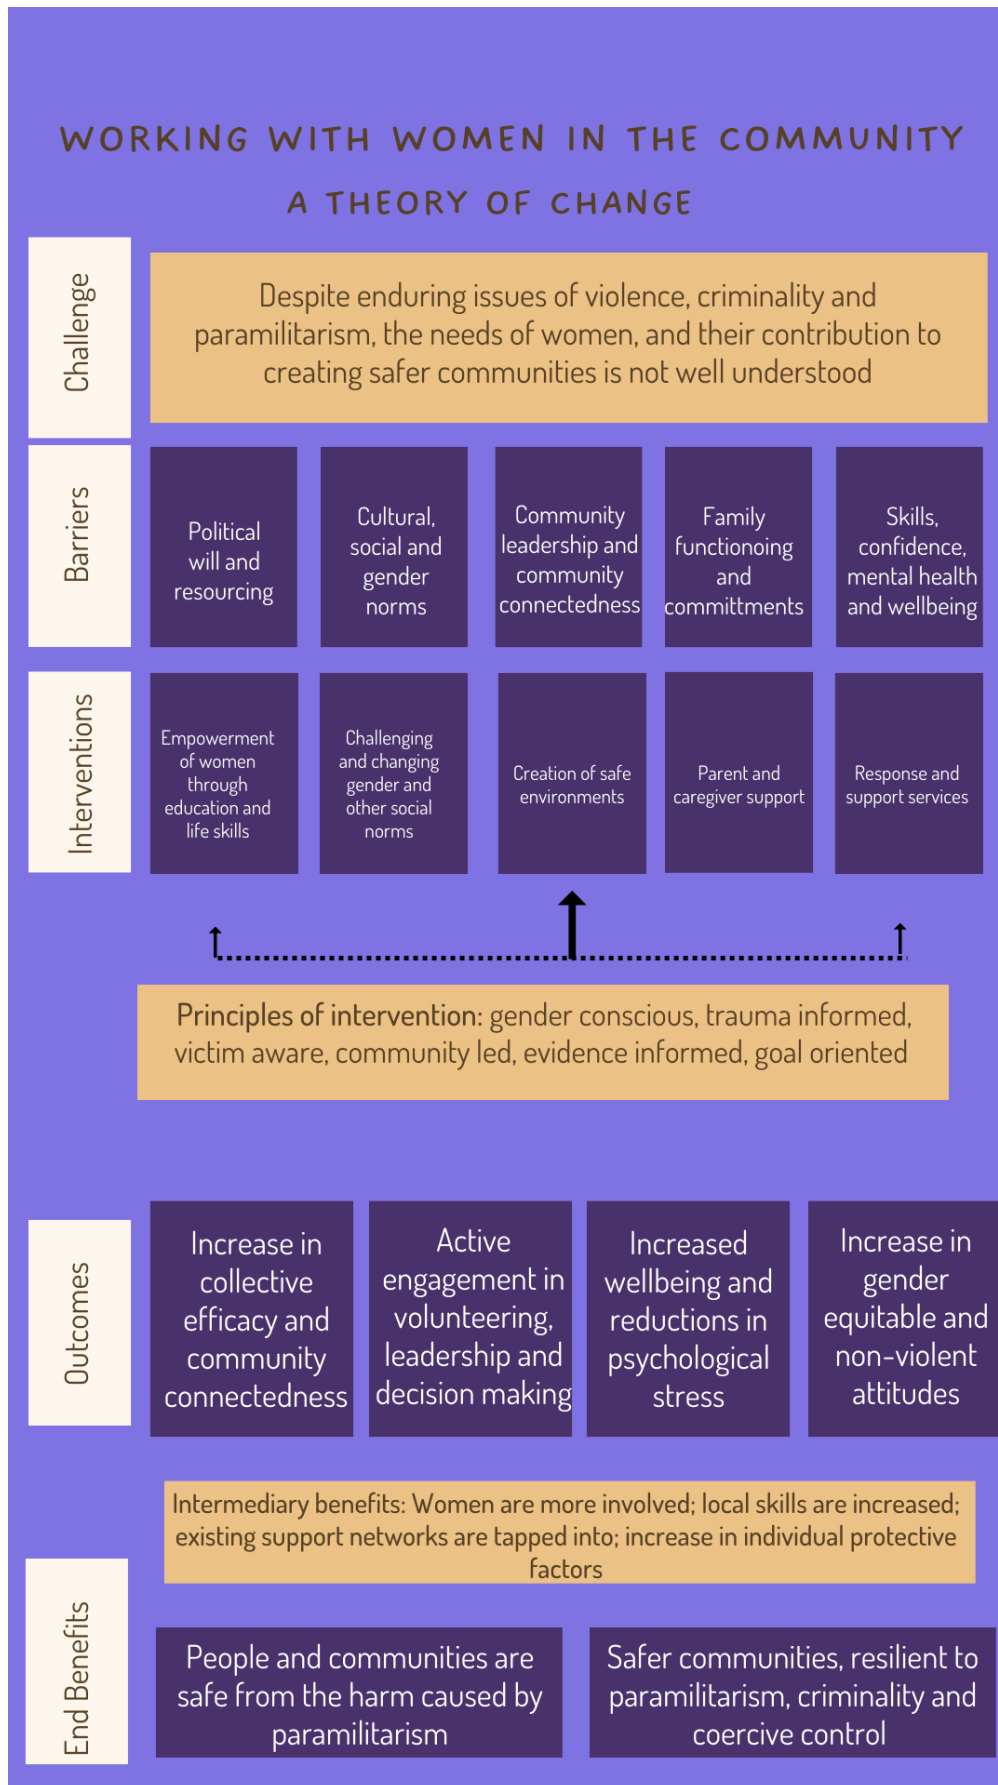 WORKING WITH WOMEN IN THE COMMUNITY
A THEORY OF CHANGE
Challenge
Despite enduring issues of violence, criminality and
paramilitarism, the needs of women, and their contribution to
creating safer communities is not well understood
Barriers
Political
will and
resourcing
Cultural,
social and
gender
norms
Community
leadership and
community
connectedness
Family
functionoing
and
committments
Skills,
confidence,
mental health
and wellbeing
Interventions
Empowerment
of women
through
education and
life skills
Challenging
and changing
gender and
other social
norms
Creation of safe
environments
Parent and
caregiver support
Response and
support services
Principles of intervention: gender conscious, trauma informed,
victim aware, community led, evidence informed, goal oriented
Outcomes
Increase in
collective
efficacy and
community
connectedness
Active
engagement in
volunteering,
leadership and
decision making
Increased
wellbeing and
reductions in
psychological
stress
Increase in
gender
equitable and
non-violent
attitudes
Intermediary benefits: Women are more involved; local skills are increased;
existing support networks are tapped into; increase in individual protective
factors
End Benefits
People and communities are
safe from the harm caused by
paramilitarism
Safer communities, resilient to
paramilitarism, criminality and
coercive control